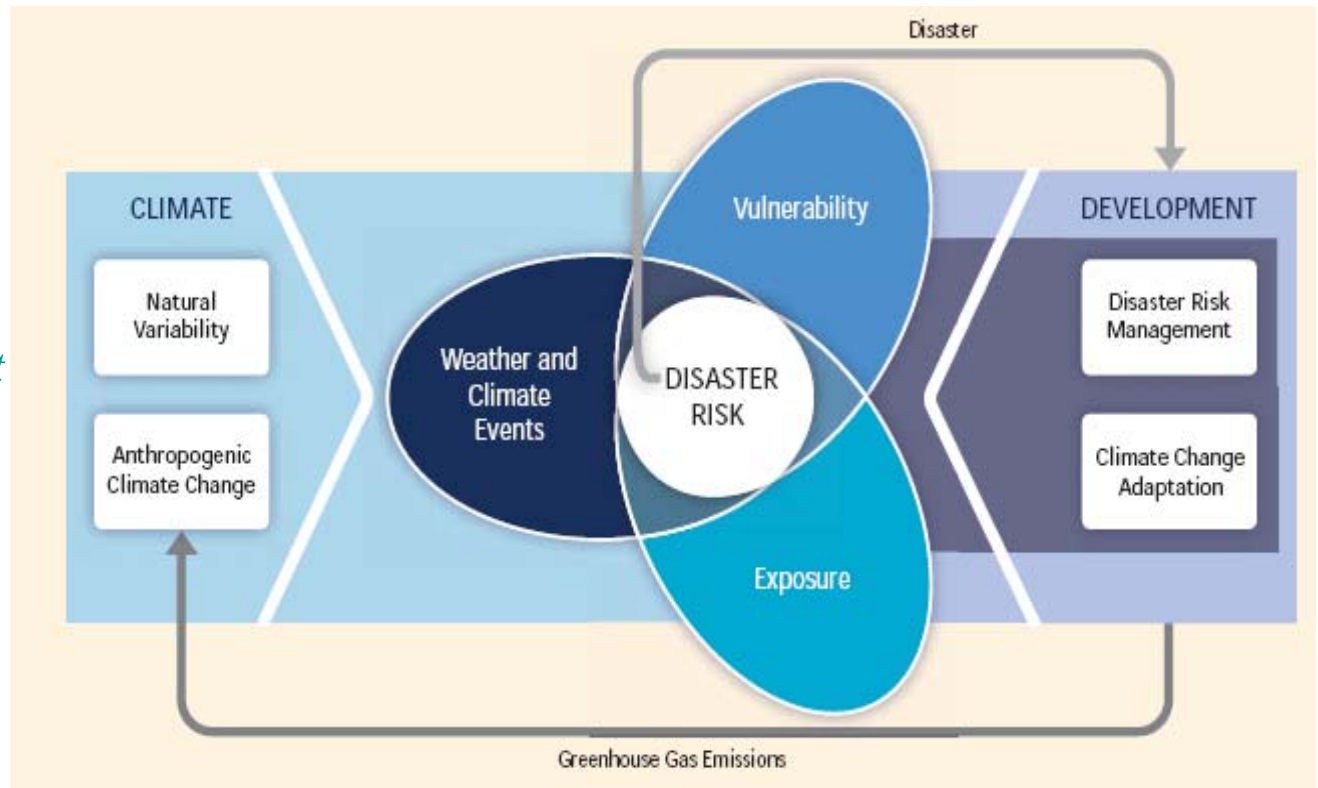 Disaster
CLIMATE
Natural
Variability
Anthropogenic
Climate Change
Weather and
Climate
Events
Vulnerability
DISASTER
RISK
Exposure
DEVELOPMENT
Disaster Risk
Management
Climate Change
Adaptation
Greenhouse Gas Emissions